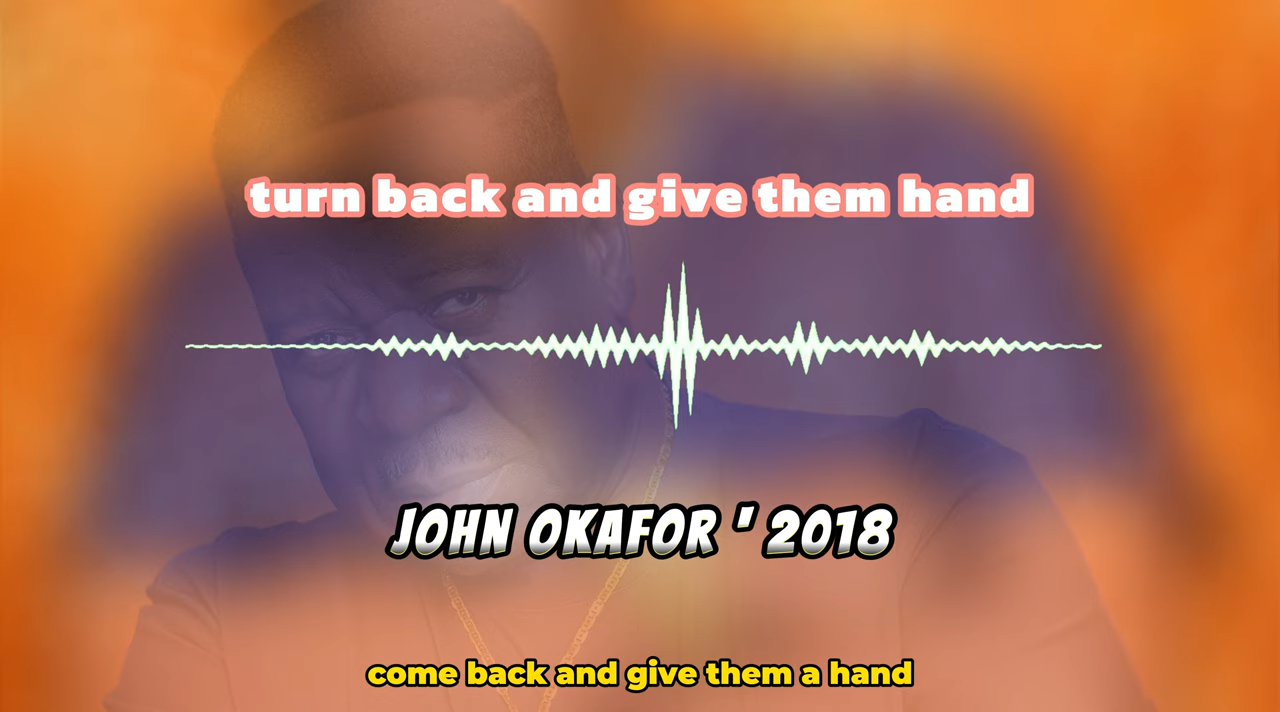 turn back and give them hand
JOHN OKAFOR ' 2018
come back and give them a hand